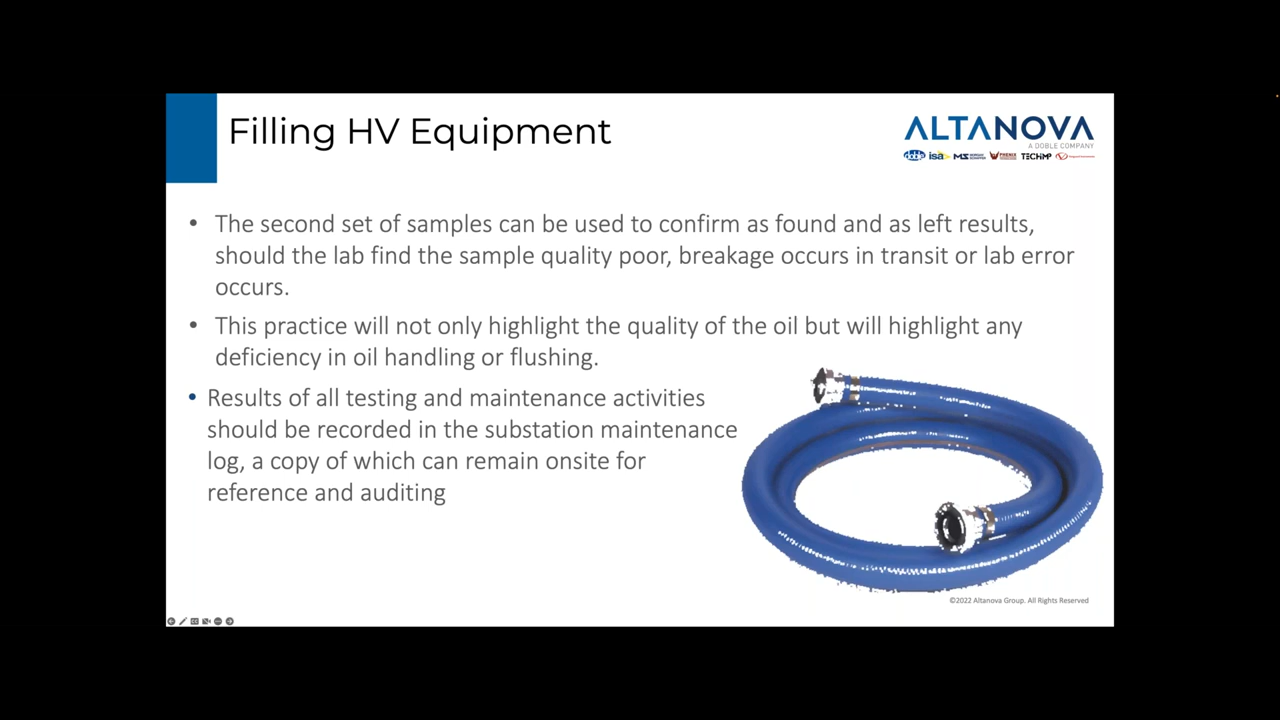 Filling HV Equipment
ALTANOVA
A DOBLE COMPANY
doble isa PHENIX TECHIMP
• The second set of samples can be used to confirm as found and as left results,
should the lab find the sample quality poor, breakage occurs in transit or lab error
occurs.
• This practice will not only highlight the quality of the oil but will highlight any
deficiency in oil handling or flushing.
• Results of all testing and maintenance activities
should be recorded in the substation maintenance
log, a copy of which can remain onsite for
reference and auditing
©2022 Altanova Group. All Rights Reserved